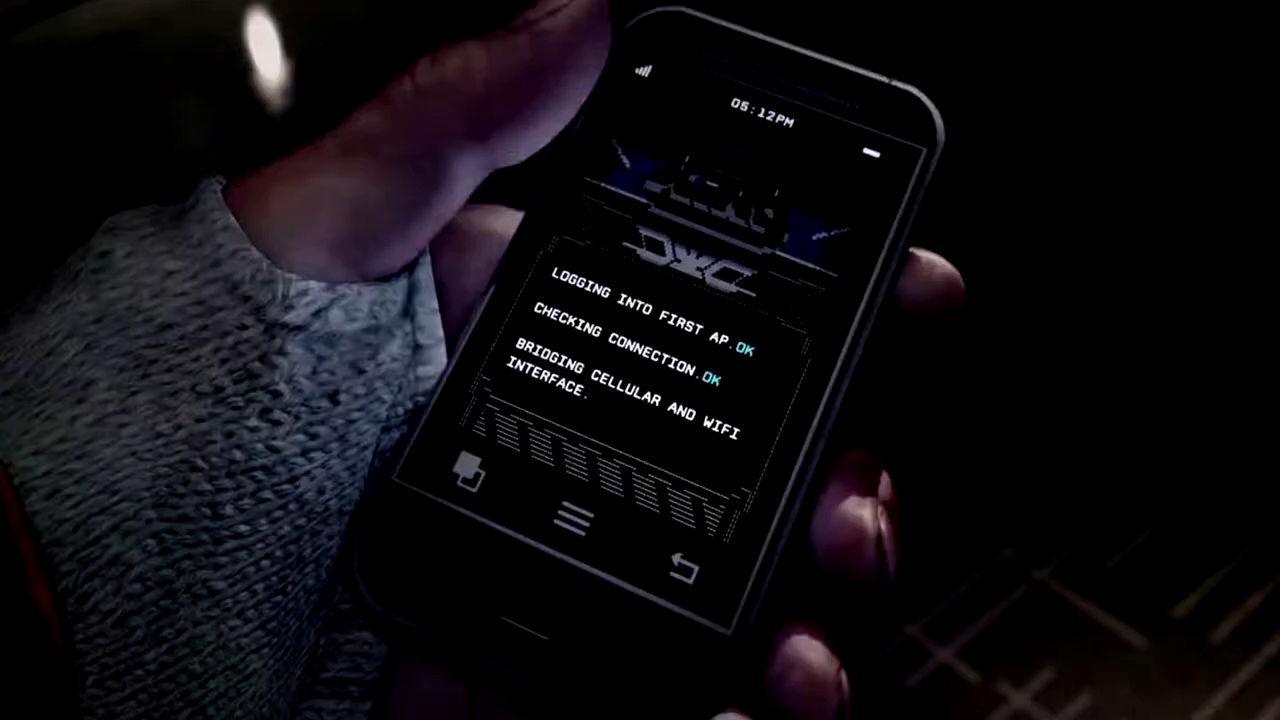 05:12PM
LOGGING INTO FIRST AP.OK
CHECKING CONNECTION.OK
BRIDGING CELLULAR AND WIFI
INTERFACE.